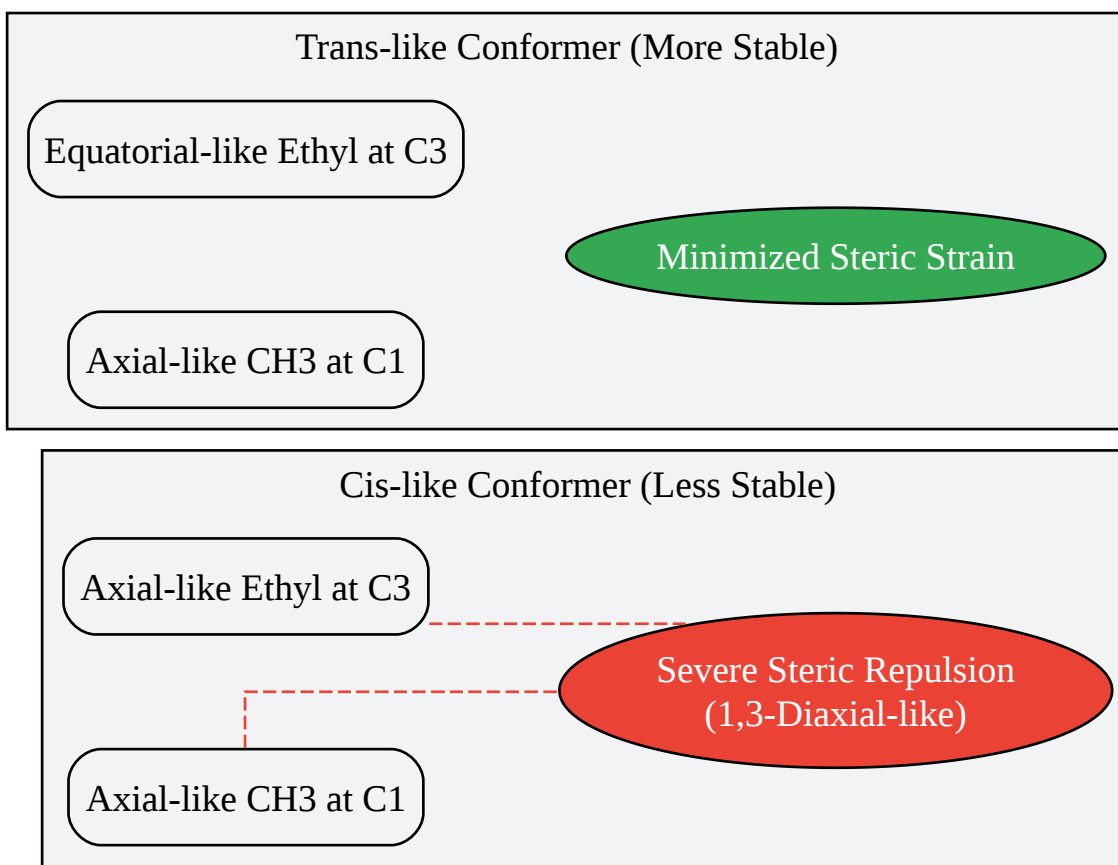 Trans-like Conformer (More Stable)
Equatorial-like Ethyl at C3
Minimized Steric Strain
Axial-like CH3 at C1
Cis-like Conformer (Less Stable)
Axial-like Ethyl at C3
Severe Steric Repulsion
(1,3-Diaxial-like)
Axial-like CH3 at C1